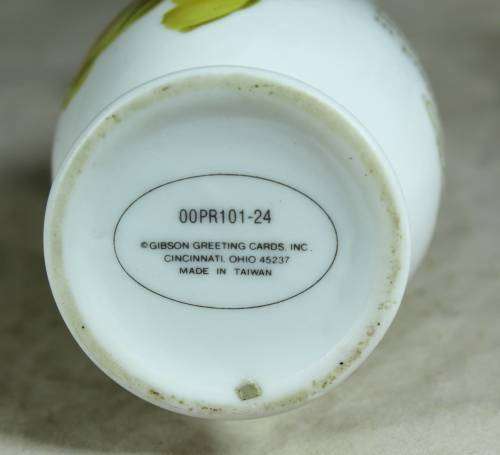 00PR101-24
©GIBSON GREETING CARDS, INC.
CINCINNATI, OHIO 45237
MADE IN TAIWAN